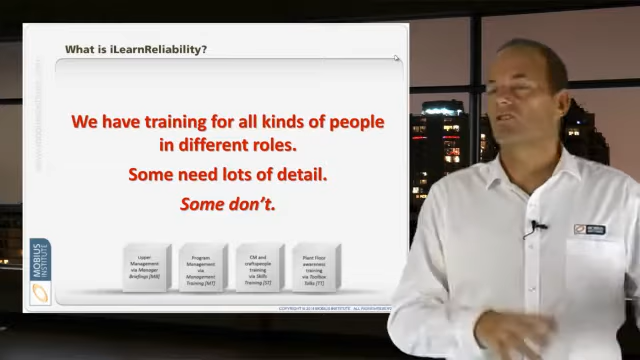 What is iLearnReliability?
We have training for all kinds of people
in different roles.
Some need lots of detail.
Some don't.
Upper
Management
via Manager
Briefings [MB]
Program
Management
via
Management
Training [MT]
CM and
craftspeople
training
via Skills
Training [ST]
Plant Floor
awareness
training
via Toolbox
Talks [TT]
MOBIUS
INSTITUTE